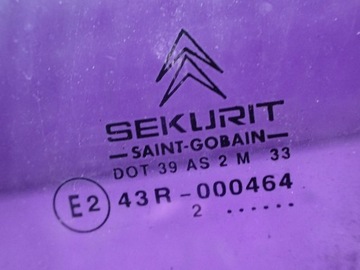 SEKURIT
SAINT-GOBAIN
DOT 39 AS 2 M 33
E2 43R-000464
2 ......